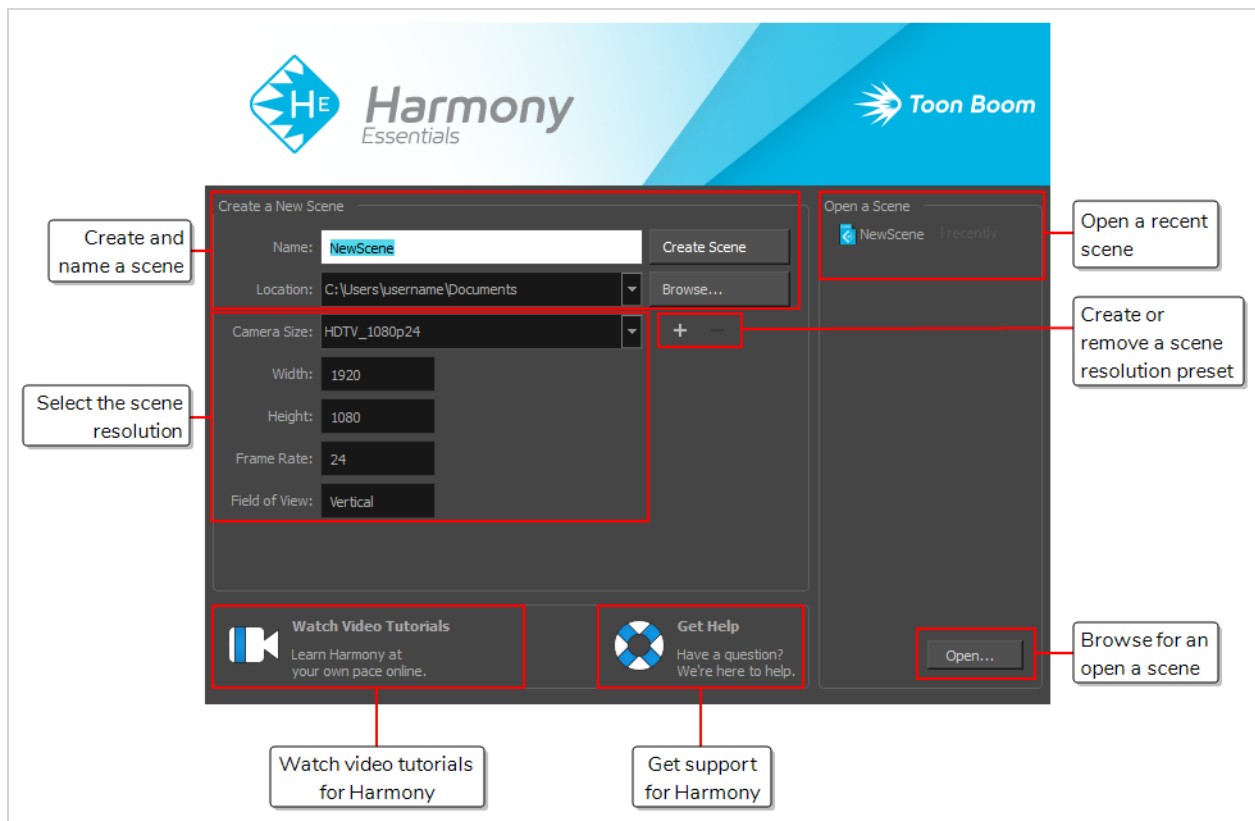 HE
Harmony
Essentials
Toon Boom
Create a New Scene
Name:
NewScene
Create Scene
Location:
C:\Users\username\Documents
Browse...
Camera Size:
HDTV_1080p24
+ −
Width:
1920
Height:
1080
Frame Rate:
24
Field of View:
Vertical
Open a Scene
NewScene
recently
Open...
Watch Video Tutorials
Learn Harmony at
your own pace online.
Get Help
Have a question?
We're here to help.
Create and
name a scene
Select the scene
resolution
Open a recent
scene
Create or
remove a scene
resolution preset
Browse for an
open a scene
Watch video tutorials
for Harmony
Get support
for Harmony